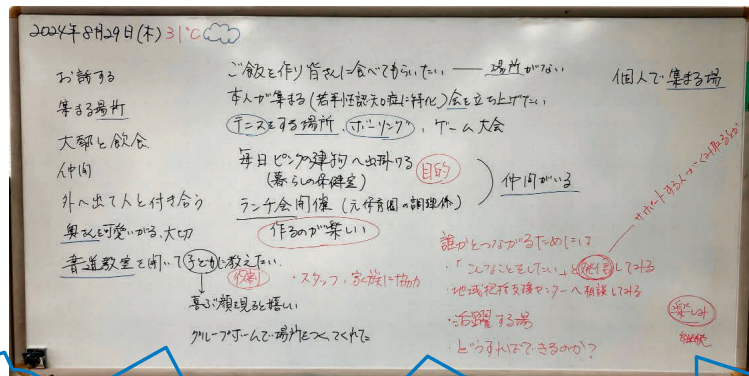 2024年8月29日(木) 31℃
お話する
集まる場所
大部と飲食
仲間
外へ出て人と付き合う
奥さんを可愛いがる、大切
書道教室を開いて子どもに教えたい
役割
・スタッフ、家族に協力
喜ぶ顔を見ると嬉しい
グループホームで場所をつくってくれた
ご飯を作り皆さんに食べてもらいたい ― 場所がない
本人が集まる(若年性認知症に特化)会を立ち上げたい
テニスをする場所、ボーリング、ゲーム大会
毎日ピンクの建物へ出掛ける 目的
(暮らしの保健室)
ランチ会開催 (元保育園の調理係)
作るのが楽しい
仲間がいる
個人で集まる場
サポートする人が
誰かとつながるためには
・「こんなことをしたい」と発信してみる
・地域包括支援センターへ相談してみる
・活躍する場
・どうすればできるのか?
楽しみ
継続